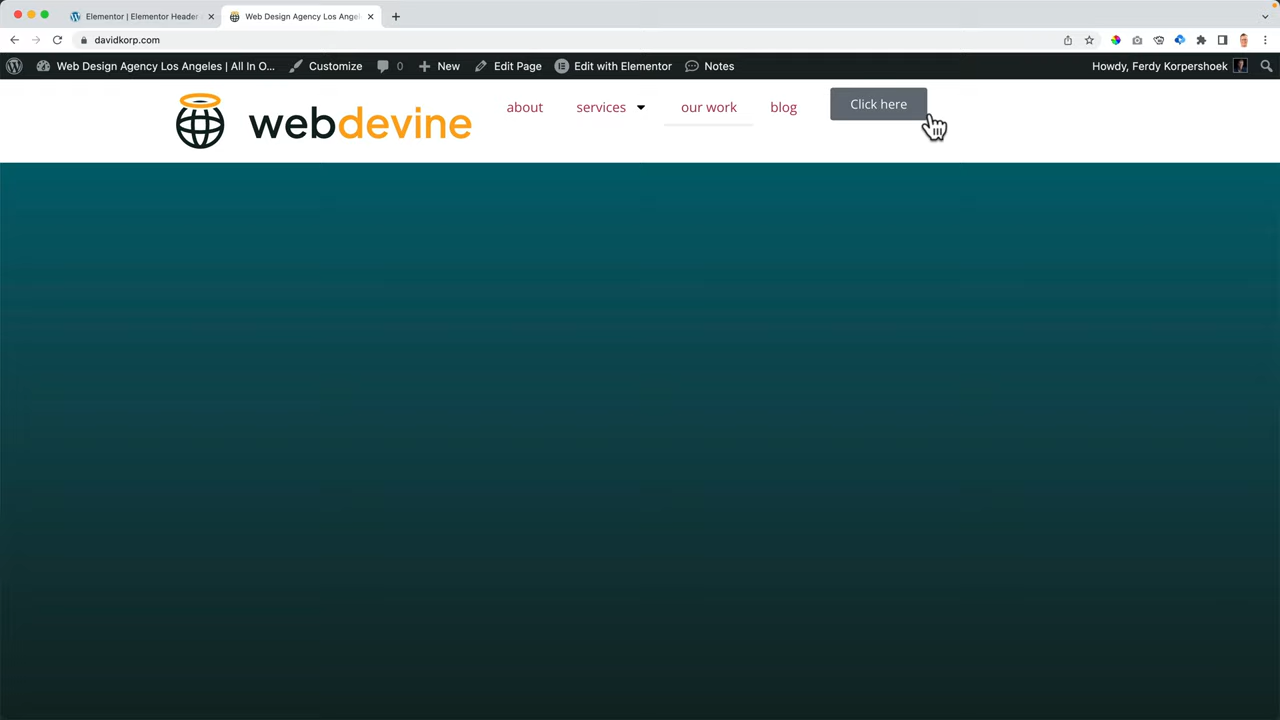 Elementor | Elementor Header
Web Design Agency Los Angele
davidkorp.com
Web Design Agency Los Angeles | All In O... Customize 0 New Edit Page Edit with Elementor Notes Howdy, Ferdy Korpershoek
webdevine about services our work blog Click here